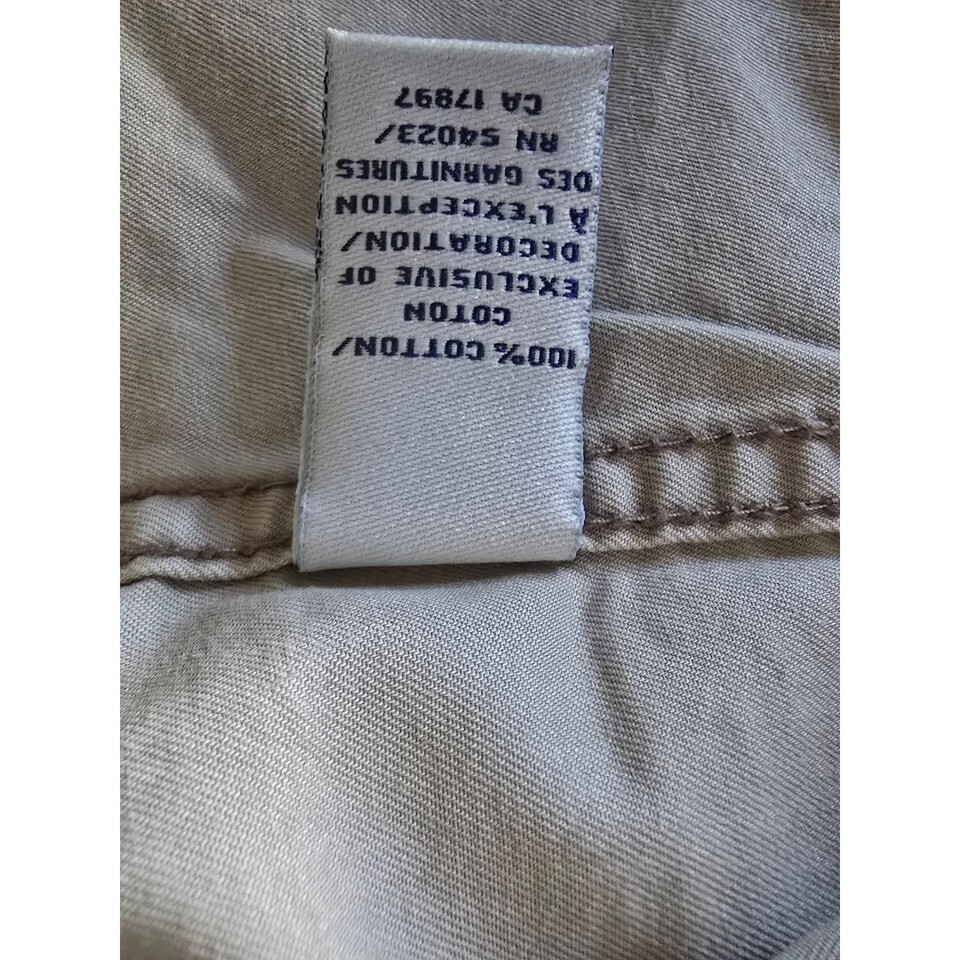 100% COTTON/
COTON
EXCLUSIVE OF
DECORATION/
À L'EXCEPTION
DES GARNITURES
RN 54023/
CA 17897